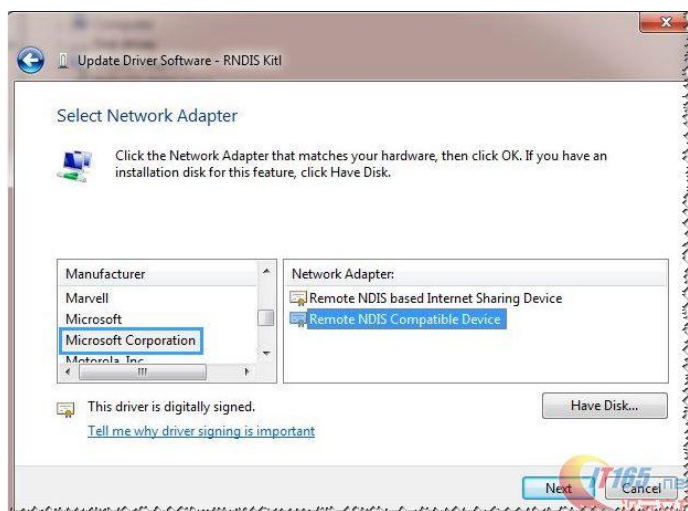 Update Driver Software - RNDIS Kitl
Select Network Adapter
Click the Network Adapter that matches your hardware, then click OK. If you have an
installation disk for this feature, click Have Disk.
Manufacturer
Marvell
Microsoft
Microsoft Corporation
Motorola, Inc.
Network Adapter:
Remote NDIS based Internet Sharing Device
Remote NDIS Compatible Device
This driver is digitally signed.
Have Disk...
Tell me why driver signing is important
Next
Cancel
IT165